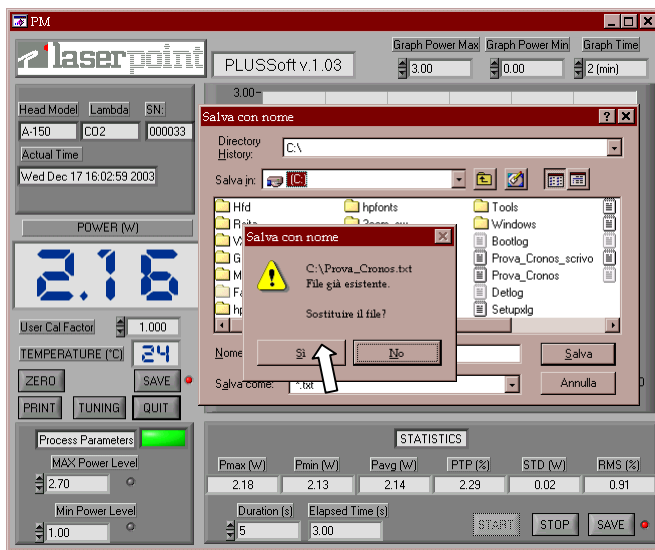 PM
laserpoint
PLUSSoft v.1.03
Graph Power Max
Graph Power Min
Graph Time
3.00
0.00
2 (min)
3.00-
Head Model
Lambda
SN:
A-150
CO2
000033
Actual Time
Wed Dec 17 16:02:59 2003
POWER (W)
2.16
User Cal Factor
1.000
TEMPERATURE (°C)
24
ZERO
SAVE
PRINT
TUNING
QUIT
Salva con nome
Directory
History:
C:\
Salva in:
(C:)
Hfd
hpfonts
Tools
Windows
Bootlog
Prova_Cronos_scrivo
Prova_Cronos
Detlog
Setupxlg
Salva con nome
C:\Prova_Cronos.txt
File già esistente.
Sostituire il file?
Sì
No
Nome
Salva
Salva come:
*.txt
Annulla
Process Parameters
MAX Power Level
2.70
Min Power Level
1.00
STATISTICS
Pmax (W)
Pmin (W)
Pavg (W)
PTP (%)
STD (W)
RMS (%)
2.18
2.13
2.14
2.29
0.02
0.91
Duration (s)
Elapsed Time (s)
5
3.00
START
STOP
SAVE